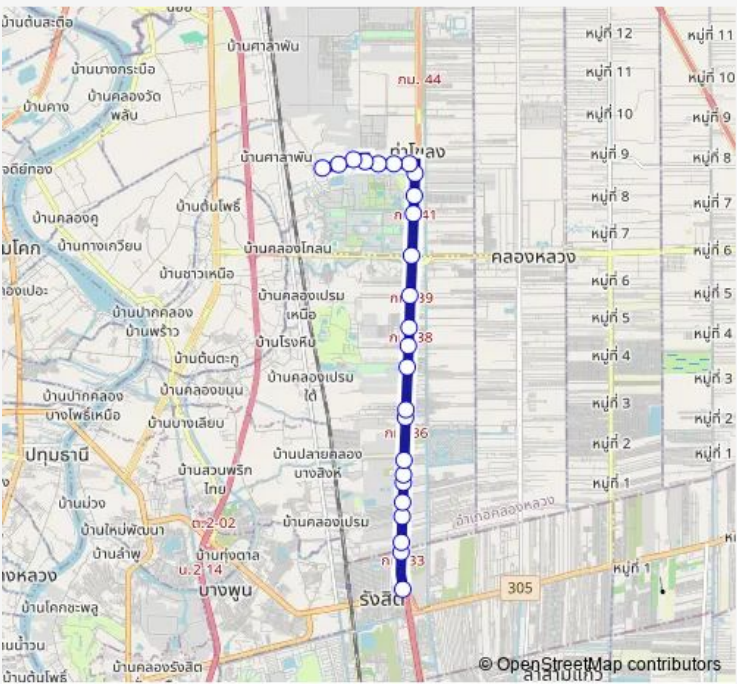 บ้านต้นสะตือ
บ้านศาลาพัน
หมู่ที่ 12
หมู่ที่ 11
บ้านบางกระบือ
กม. 44
หมู่ที่ 11
หมู่ที่ 10
บ้านคาง
บ้านคลองวัด
พลับ
หมู่ที่ 10
หมู่ที่ 9
บ้านศาลาพัน
ท่าโขลง
หมู่ที่ 9
หมู่ที่ 8
บ้านต้นโพธิ์
หมู่ที่ 8
หมู่ที่ 7
บ้านคลองคู
41
หมู่ที่ 7
บ้านทางเกวียน
บ้านคลองโกลน
คลองหลวง
หมู่ที่ 6
บ้านชาวเหนือ
หมู่ที่ 6
บ้านคลองเปรม
เหนือ
39
หมู่ที่ 5
บ้านปากคลอง
บ้านพร้าว
หมู่ที่ 5
บ้านโรงหีบ
38
หมู่ที่ 4
บ้านต้นตะกู
หมู่ที่ 4
บ้านคลองเปรม
ใต้
หมู่ที่ 3
บ้านคลองขนุน
บ้านปากคลอง
บางโพธิ์เหนือ
หมู่ที่ 3
บ้านบางเลียบ
36
หมู่ที่ 2
ปทุมธานี
หมู่ที่ 2
บ้านปลายคลอง
บางสิงห์
หมู่ที่ 1
บ้านสวนพริก
ไทย
หมู่ที่ 1
บ้านม่วง
อำเภอคลองหลวง
บ้านใหม่พัฒนา
ต.2-02
บ้านคลองเปรม
บ้านลำพู
บ้านทุ่งตาล
33
น.2-14
หมู่ที่ 1
บางพูน
305
รังสิต
บ้านโคกชะพลู
บ้านคลองรังสิต
© OpenStreetMap contributors